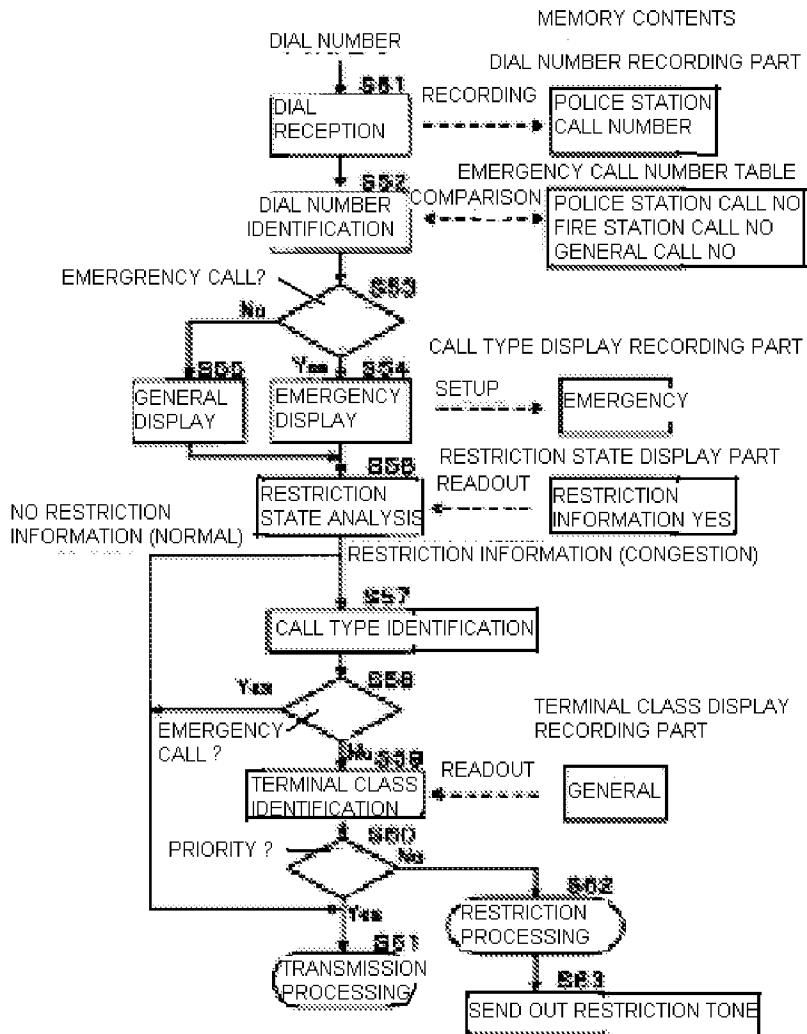 MEMORY CONTENTS
DIAL NUMBER
DIAL NUMBER RECORDING PART
S51
DIAL
RECEPTION
RECORDING
POLICE STATION
CALL NUMBER
S52
EMERGENCY CALL NUMBER TABLE
DIAL NUMBER
IDENTIFICATION
COMPARISON
POLICE STATION CALL NO
FIRE STATION CALL NO
GENERAL CALL NO
EMERGRENCY CALL?
S53
No
Yes
S55
S54
CALL TYPE DISPLAY RECORDING PART
GENERAL
DISPLAY
EMERGENCY
DISPLAY
SETUP
EMERGENCY
S56
RESTRICTION STATE DISPLAY PART
RESTRICTION
STATE ANALYSIS
READOUT
RESTRICTION
INFORMATION YES
NO RESTRICTION
INFORMATION (NORMAL)
RESTRICTION INFORMATION (CONGESTION)
S57
CALL TYPE IDENTIFICATION
S58
Yes
EMERGENCY
CALL ?
No
S59
TERMINAL CLASS DISPLAY
RECORDING PART
TERMINAL CLASS
IDENTIFICATION
READOUT
GENERAL
S60
PRIORITY ?
No
Yes
S62
RESTRICTION
PROCESSING
S61
TRANSMISSION
PROCESSING
S63
SEND OUT RESTRICTION TONE